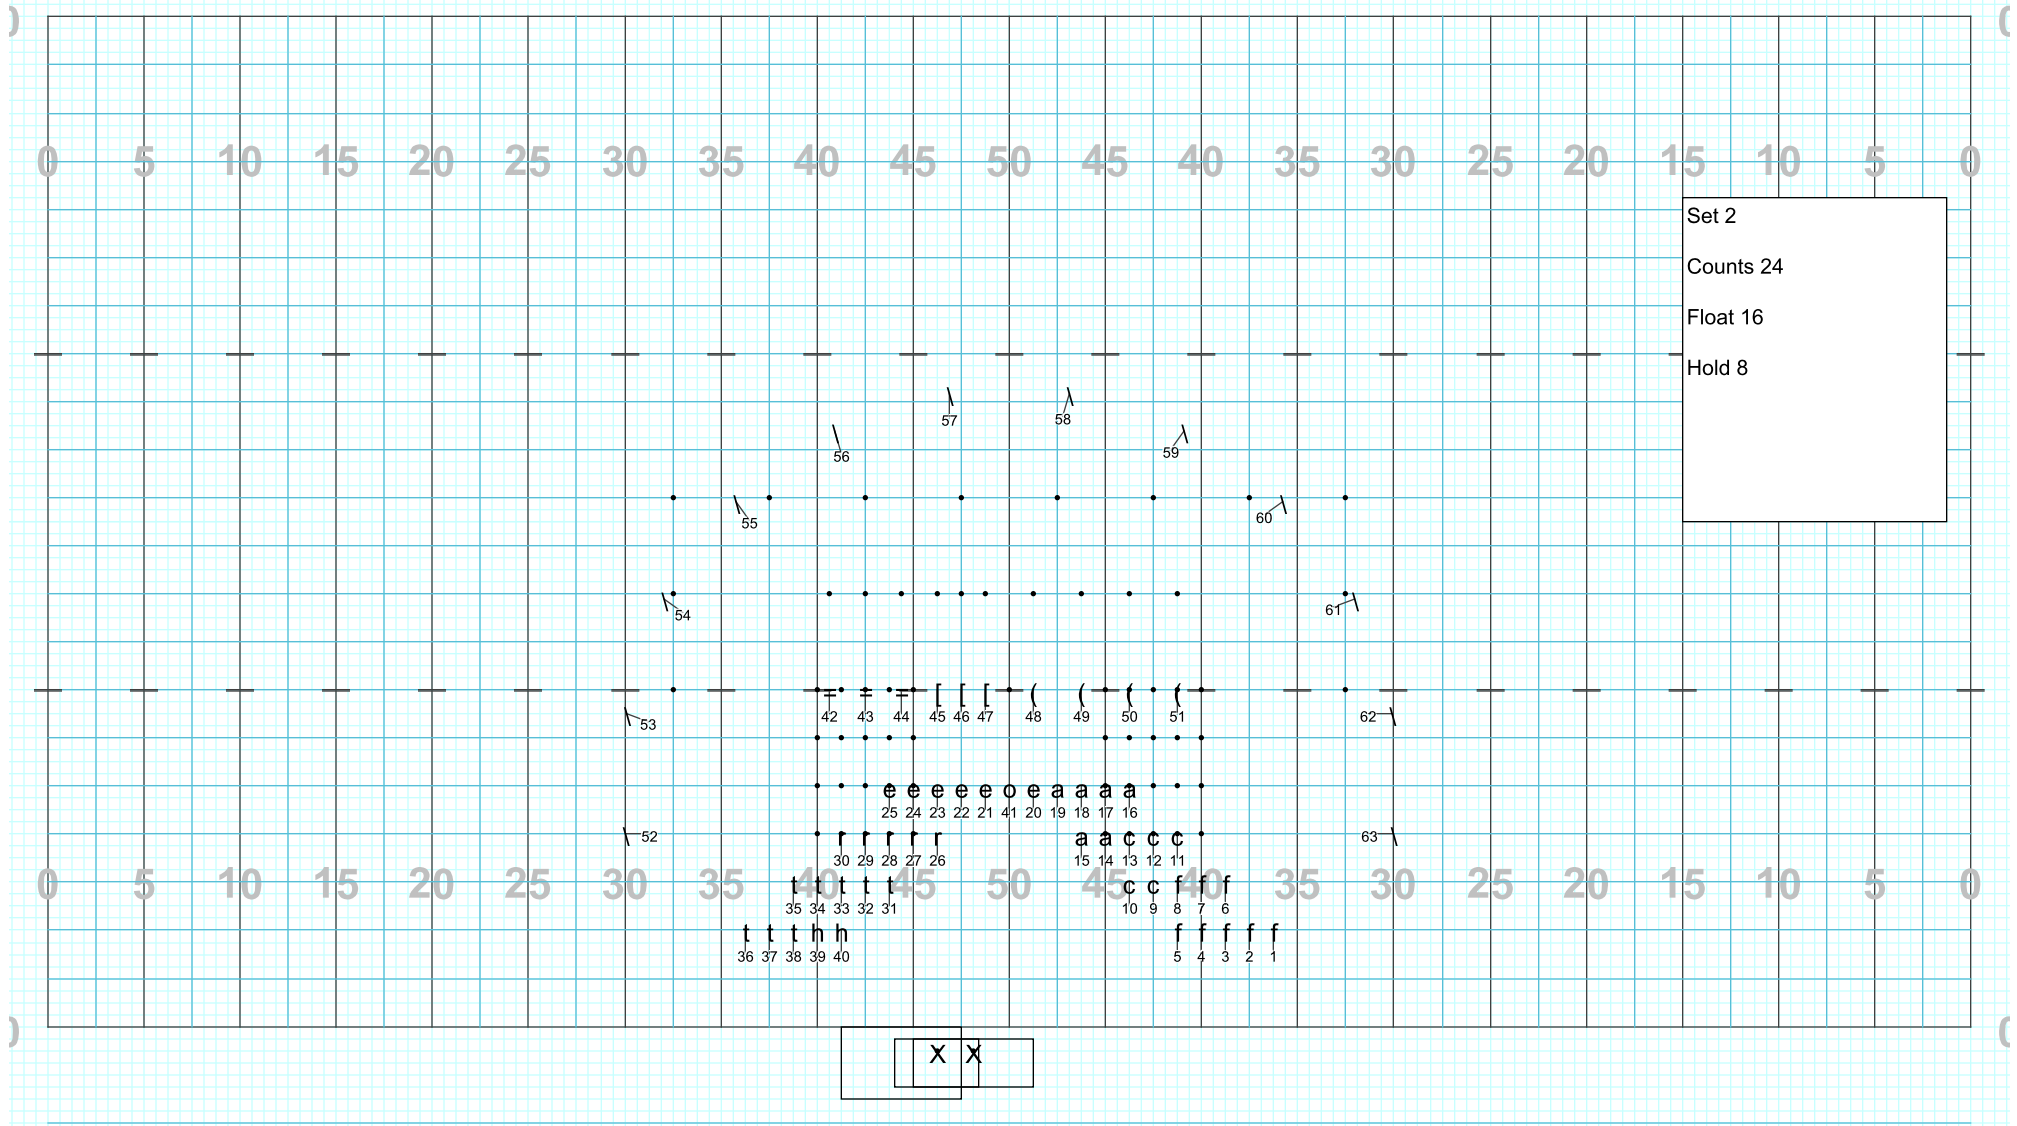 0 5 10 15 20 25 30 35 40 45 50 45 40 35 30 25 20 15 10 5 0
Set 2
Counts 24
Float 16
Hold 8
57 58
56 59
55 60
54 61
= = = [ [ [ ( ( ( (
42 43 44 45 46 47 48 49 50 51
53 62
e e e e e o e a a a a
25 24 23 22 21 41 20 19 18 17 16
r r r r r a a c c c
52 30 29 28 27 26 15 14 13 12 11 63
0 5 10 15 20 25 30 35 40 45 50 45 40 35 30 25 20 15 10 5 0
t t t t t c c f f f
35 34 33 32 31 10 9 8 7 6
t t t h h f f f f f
36 37 38 39 40 5 4 3 2 1
X X